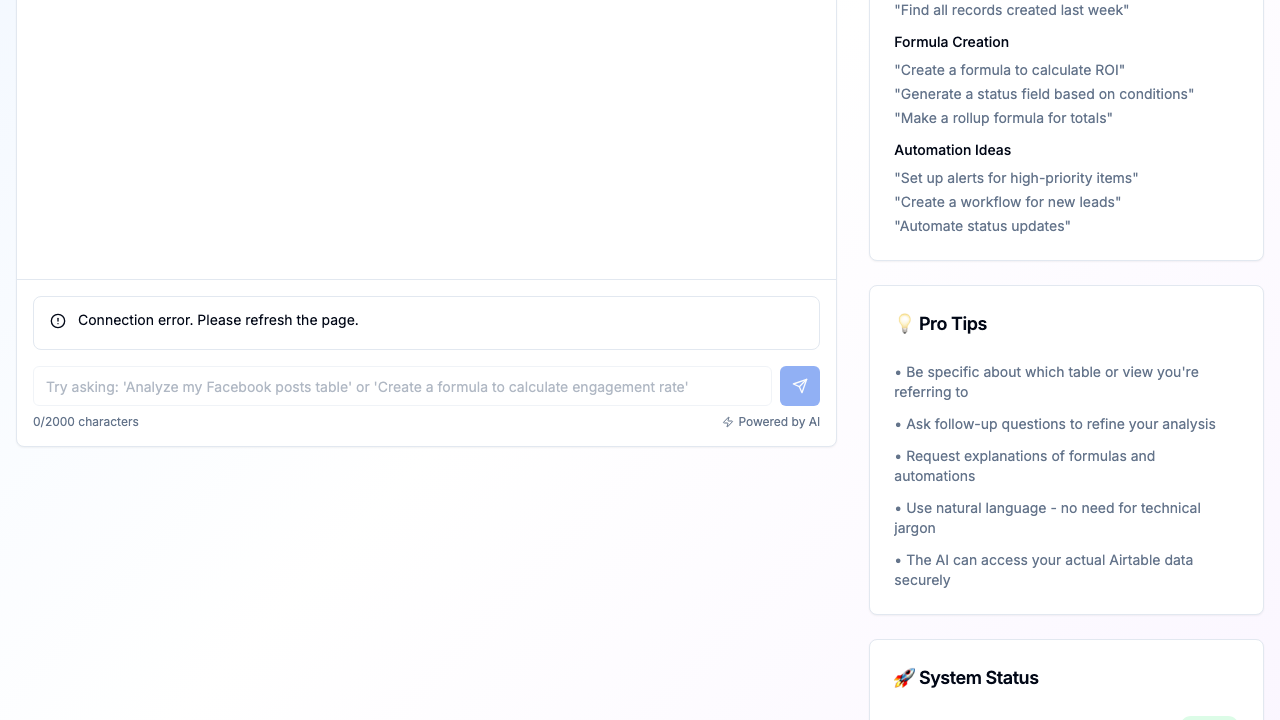 Connection error. Please refresh the page.
Try asking: 'Analyze my Facebook posts table' or 'Create a formula to calculate engagement rate'
0/2000 characters
Powered by AI
"Find all records created last week"
Formula Creation
"Create a formula to calculate ROI"
"Generate a status field based on conditions"
"Make a rollup formula for totals"
Automation Ideas
"Set up alerts for high-priority items"
"Create a workflow for new leads"
"Automate status updates"
💡 Pro Tips
• Be specific about which table or view you're
referring to
• Ask follow-up questions to refine your analysis
• Request explanations of formulas and
automations
• Use natural language - no need for technical
jargon
• The AI can access your actual Airtable data
securely
🚀 System Status